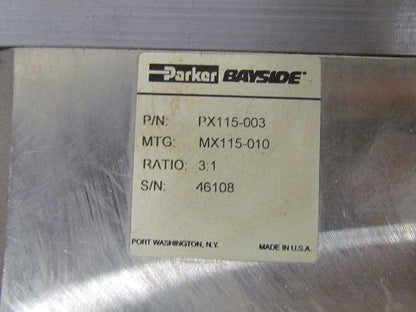 Parker BAYSIDE®
P/N: PX115-003
MTG: MX115-010
RATIO: 3:1
S/N: 46108
PORT WASHINGTON, N.Y. MADE IN U.S.A.